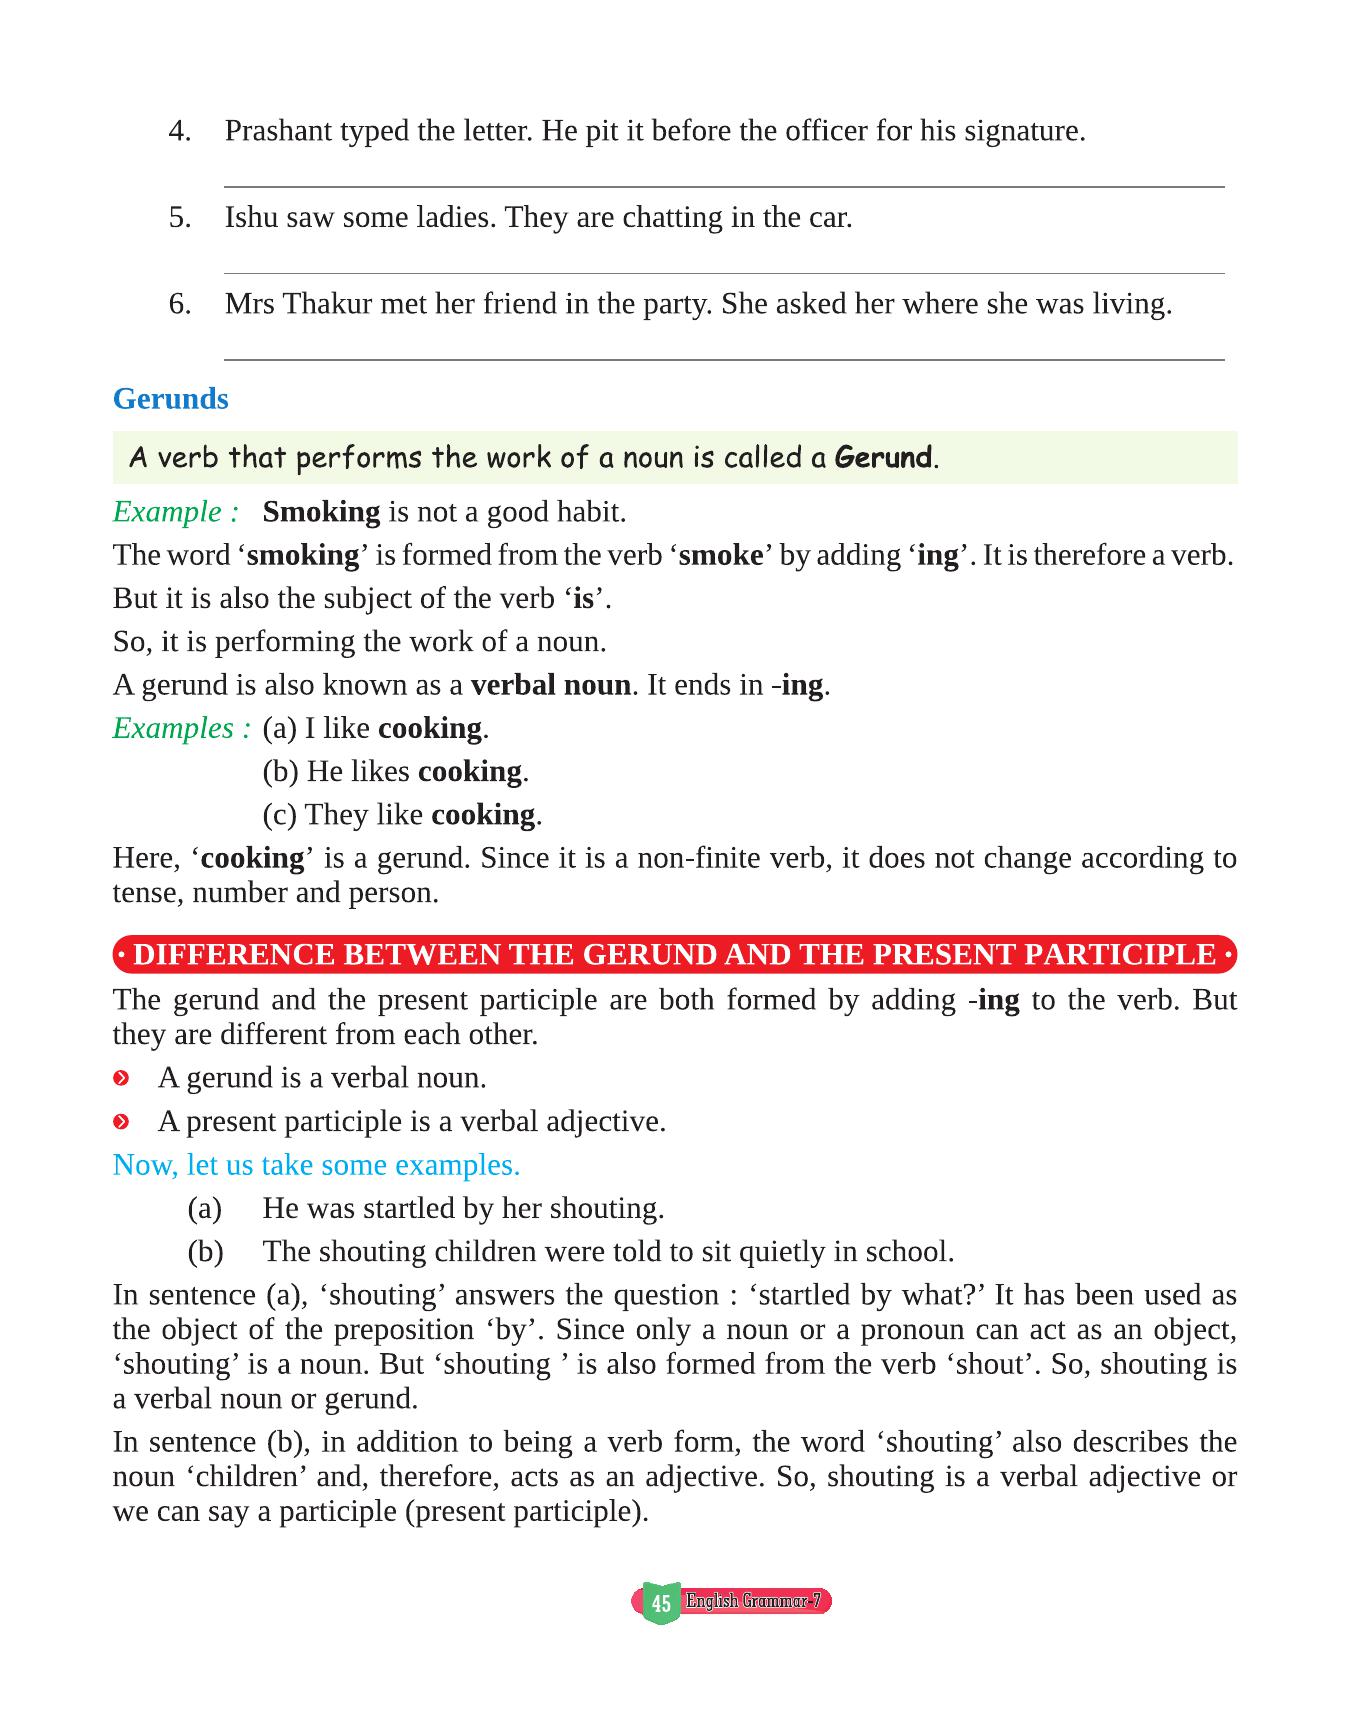 4. Prashant typed the letter. He pit it before the officer for his signature.
5. Ishu saw some ladies. They are chatting in the car.
6. Mrs Thakur met her friend in the party. She asked her where she was living.
Gerunds
A verb that performs the work of a noun is called a Gerund.
Example : Smoking is not a good habit.
The word ‘smoking’ is formed from the verb ‘smoke’ by adding ‘ing’. It is therefore a verb.
But it is also the subject of the verb ‘is’.
So, it is performing the work of a noun.
A gerund is also known as a verbal noun. It ends in -ing.
Examples : (a) I like cooking.
(b) He likes cooking.
(c) They like cooking.
Here, ‘cooking’ is a gerund. Since it is a non-finite verb, it does not change according to
tense, number and person.
• DIFFERENCE BETWEEN THE GERUND AND THE PRESENT PARTICIPLE •
The gerund and the present participle are both formed by adding -ing to the verb. But
they are different from each other.
A gerund is a verbal noun.
A present participle is a verbal adjective.
Now, let us take some examples.
(a) He was startled by her shouting.
(b) The shouting children were told to sit quietly in school.
In sentence (a), ‘shouting’ answers the question : ‘startled by what?’ It has been used as
the object of the preposition ‘by’. Since only a noun or a pronoun can act as an object,
‘shouting’ is a noun. But ‘shouting ’ is also formed from the verb ‘shout’. So, shouting is
a verbal noun or gerund.
In sentence (b), in addition to being a verb form, the word ‘shouting’ also describes the
noun ‘children’ and, therefore, acts as an adjective. So, shouting is a verbal adjective or
we can say a participle (present participle).
45 English Grammar-7